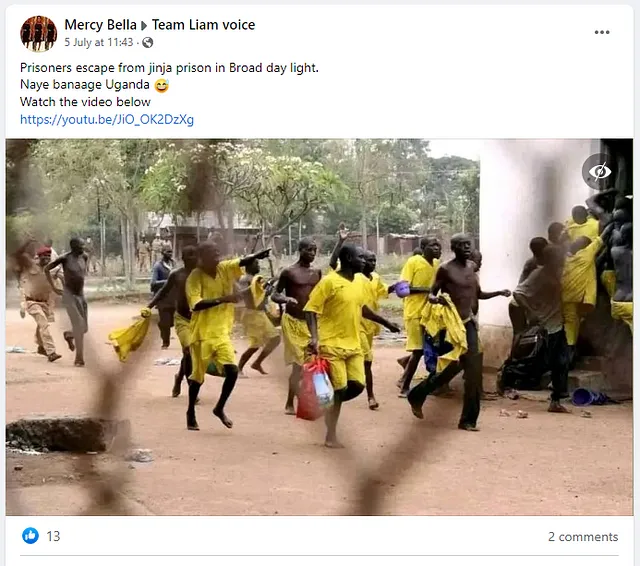 Mercy Bella ▸ Team Liam voice
5 July at 11:43 ·
Prisoners escape from jinja prison in Broad day light.
Naye banaage Uganda 😅
Watch the video below
https://youtu.be/JiO_OK2DzXg
13
2 comments